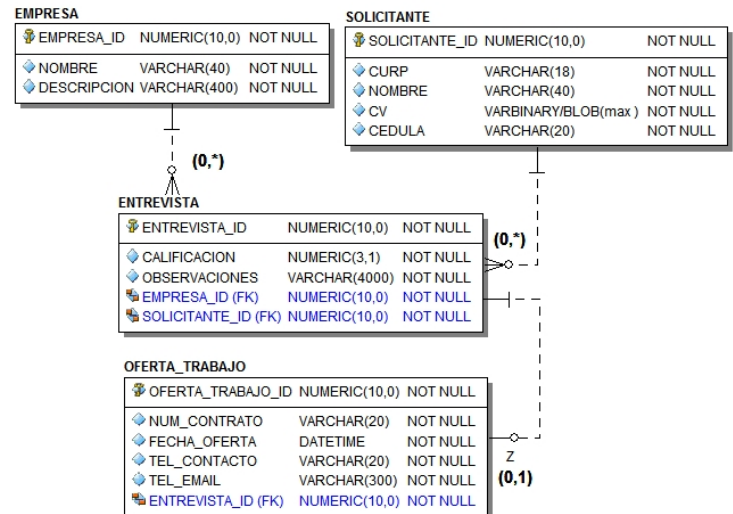 EMPRESA
EMPRESA_ID NUMERIC(10,0) NOT NULL
NOMBRE VARCHAR(40) NOT NULL
DESCRIPCION VARCHAR(400) NOT NULL
(0,*)
SOLICITANTE
SOLICITANTE_ID NUMERIC(10,0) NOT NULL
CURP VARCHAR(18) NOT NULL
NOMBRE VARCHAR(40) NOT NULL
CV VARBINARY/BLOB(max ) NOT NULL
CEDULA VARCHAR(20) NOT NULL
(0,*)
ENTREVISTA
ENTREVISTA_ID NUMERIC(10,0) NOT NULL
CALIFICACION NUMERIC(3,1) NOT NULL
OBSERVACIONES VARCHAR(4000) NOT NULL
EMPRESA_ID (FK) NUMERIC(10,0) NOT NULL
SOLICITANTE_ID (FK) NUMERIC(10,0) NOT NULL
OFERTA_TRABAJO
OFERTA_TRABAJO_ID NUMERIC(10,0) NOT NULL
NUM_CONTRATO VARCHAR(20) NOT NULL
FECHA_OFERTA DATETIME NOT NULL
TEL_CONTACTO VARCHAR(20) NOT NULL
TEL_EMAIL VARCHAR(300) NOT NULL
ENTREVISTA_ID (FK) NUMERIC(10,0) NOT NULL
Z
(0,1)